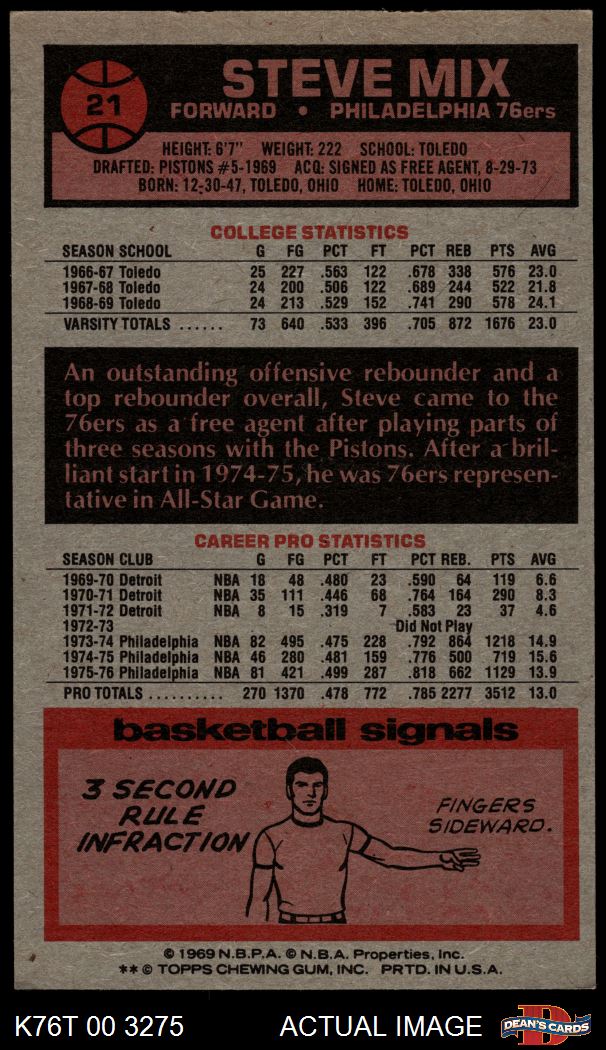 21
STEVE MIX
FORWARD • PHILADELPHIA 76ers
HEIGHT: 6'7" WEIGHT: 222 SCHOOL: TOLEDO
DRAFTED: PISTONS #5-1969 ACQ: SIGNED AS FREE AGENT, 8-29-73
BORN: 12-30-47, TOLEDO, OHIO HOME: TOLEDO, OHIO
COLLEGE STATISTICS
SEASON SCHOOL G FG PCT FT PCT REB PTS AVG
1966-67 Toledo 25 227 .563 122 .678 338 576 23.0
1967-68 Toledo 24 200 .506 122 .689 244 522 21.8
1968-69 Toledo 24 213 .529 152 .741 290 578 24.1
VARSITY TOTALS ...... 73 640 .533 396 .705 872 1676 23.0
An outstanding offensive rebounder and a
top rebounder overall, Steve came to the
76ers as a free agent after playing parts of
three seasons with the Pistons. After a bril-
liant start in 1974-75, he was 76ers represen-
tative in All-Star Game.
CAREER PRO STATISTICS
SEASON CLUB G FG PCT FT PCT REB. PTS AVG
1969-70 Detroit NBA 18 48 .480 23 .590 64 119 6.6
1970-71 Detroit NBA 35 111 .446 68 .764 164 290 8.3
1971-72 Detroit NBA 8 15 .319 7 .583 23 37 4.6
1972-73 Did Not Play
1973-74 Philadelphia NBA 82 495 .475 228 .792 864 1218 14.9
1974-75 Philadelphia NBA 46 280 .481 159 .776 500 719 15.6
1975-76 Philadelphia NBA 81 421 .499 287 .818 662 1129 13.9
PRO TOTALS .......... 270 1370 .478 772 .785 2277 3512 13.0
basketball signals
3 SECOND
RULE
INFRACTION
FINGERS
SIDEWARD.
© 1969 N.B.P.A. © N.B.A. Properties, Inc.
** © TOPPS CHEWING GUM, INC. PRTD. IN U.S.A.
K76T 00 3275 ACTUAL IMAGE
D
DEAN'S CARDS